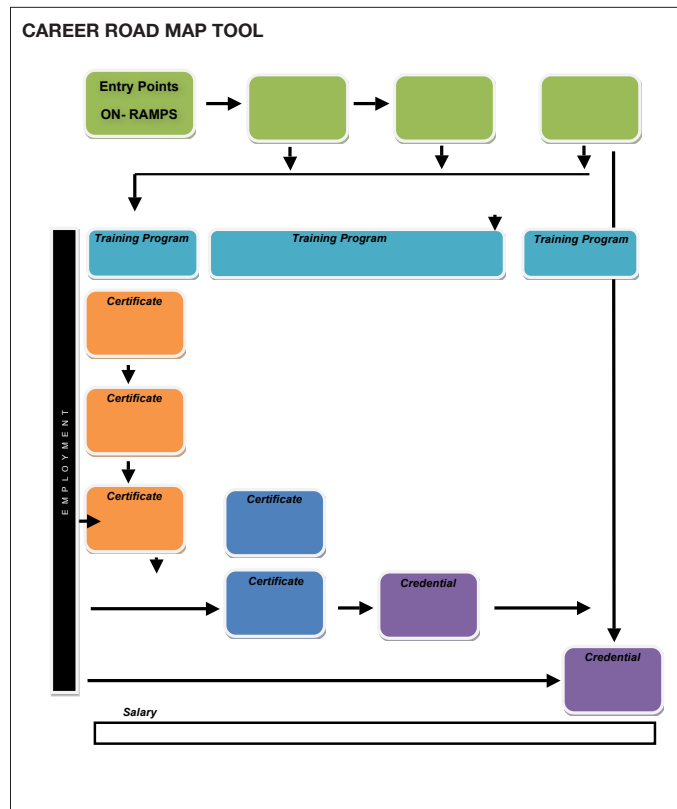 CAREER ROAD MAP TOOL
Entry Points
ON- RAMPS
Training Program
Training Program
Training Program
Certificate
Certificate
EMPLOYMENT
Certificate
Certificate
Certificate
Credential
Credential
Salary